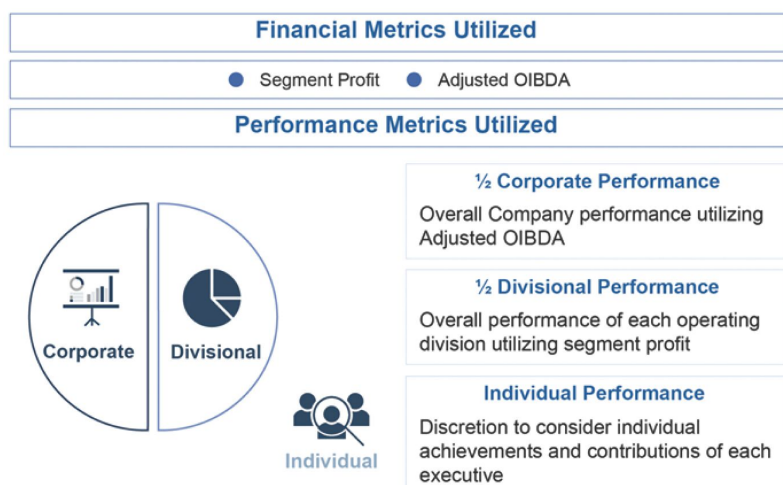 Financial Metrics Utilized
Segment Profit Adjusted OIBDA
Performance Metrics Utilized
Corporate
Divisional
Individual
½ Corporate Performance
Overall Company performance utilizing
Adjusted OIBDA
½ Divisional Performance
Overall performance of each operating
division utilizing segment profit
Individual Performance
Discretion to consider individual
achievements and contributions of each
executive